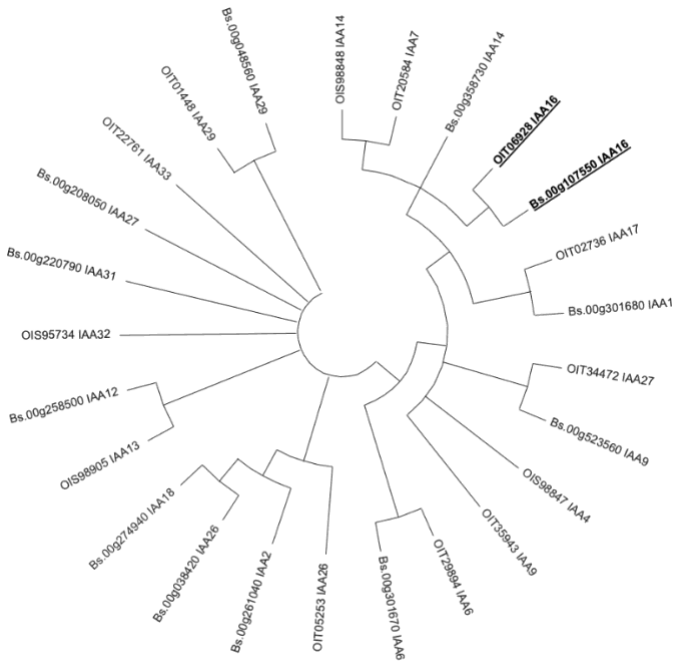 OIS98848 IAA14
OIT20584 IAA7
Bs.00g358730 IAA14
OIT06928 IAA16
Bs.00g107550 IAA16
OIT02736 IAA17
Bs.00g301680 IAA1
OIT34472 IAA27
Bs.00g523560 IAA9
OIS98847 IAA4
OIT35943 IAA9
OIT29894 IAA6
Bs.00g301670 IAA6
OIT05253 IAA26
Bs.00g261040 IAA2
Bs.00g038420 IAA26
Bs.00g274940 IAA18
OIS98905 IAA13
Bs.00g258500 IAA12
OIS95734 IAA32
Bs.00g220790 IAA31
Bs.00g208050 IAA27
OIT22761 IAA33
OIT01448 IAA29
Bs.00g048560 IAA29